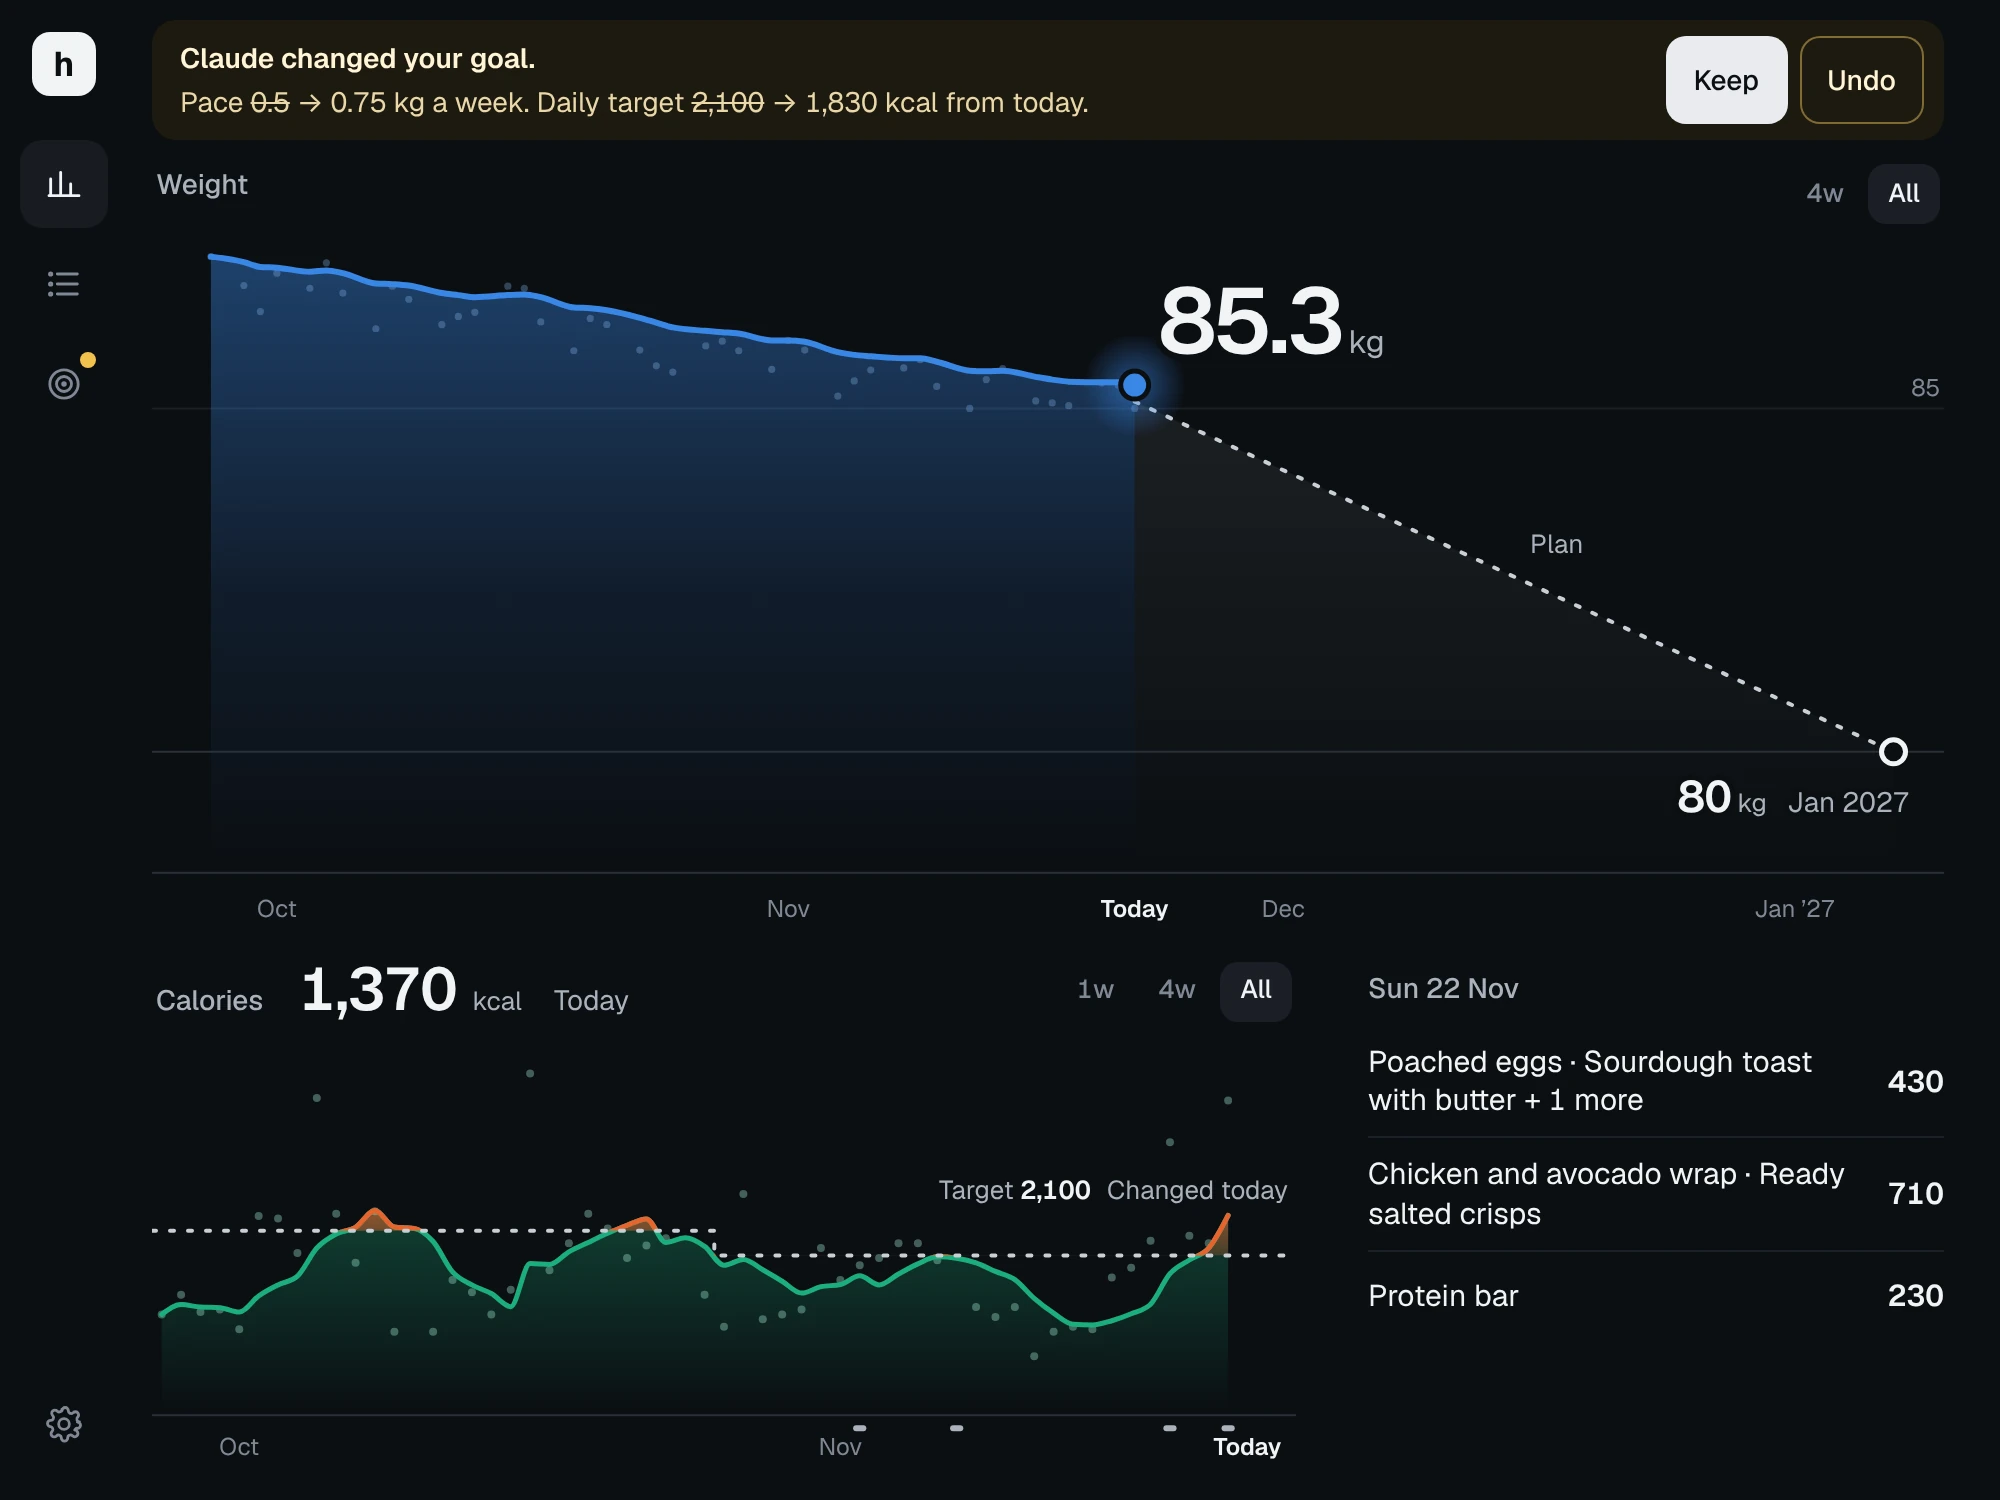 h
Claude changed your goal.
Pace 0.5 → 0.75 kg a week. Daily target 2,100 → 1,830 kcal from today.
Keep
Undo
Weight
4w
All
85.3 kg
85
Plan
80 kg Jan 2027
Oct
Nov
Today
Dec
Jan ’27
Calories 1,370 kcal Today
1w
4w
All
Target 2,100 Changed today
Oct
Nov
Today
Sun 22 Nov
Poached eggs · Sourdough toast
with butter + 1 more
430
Chicken and avocado wrap · Ready
salted crisps
710
Protein bar
230